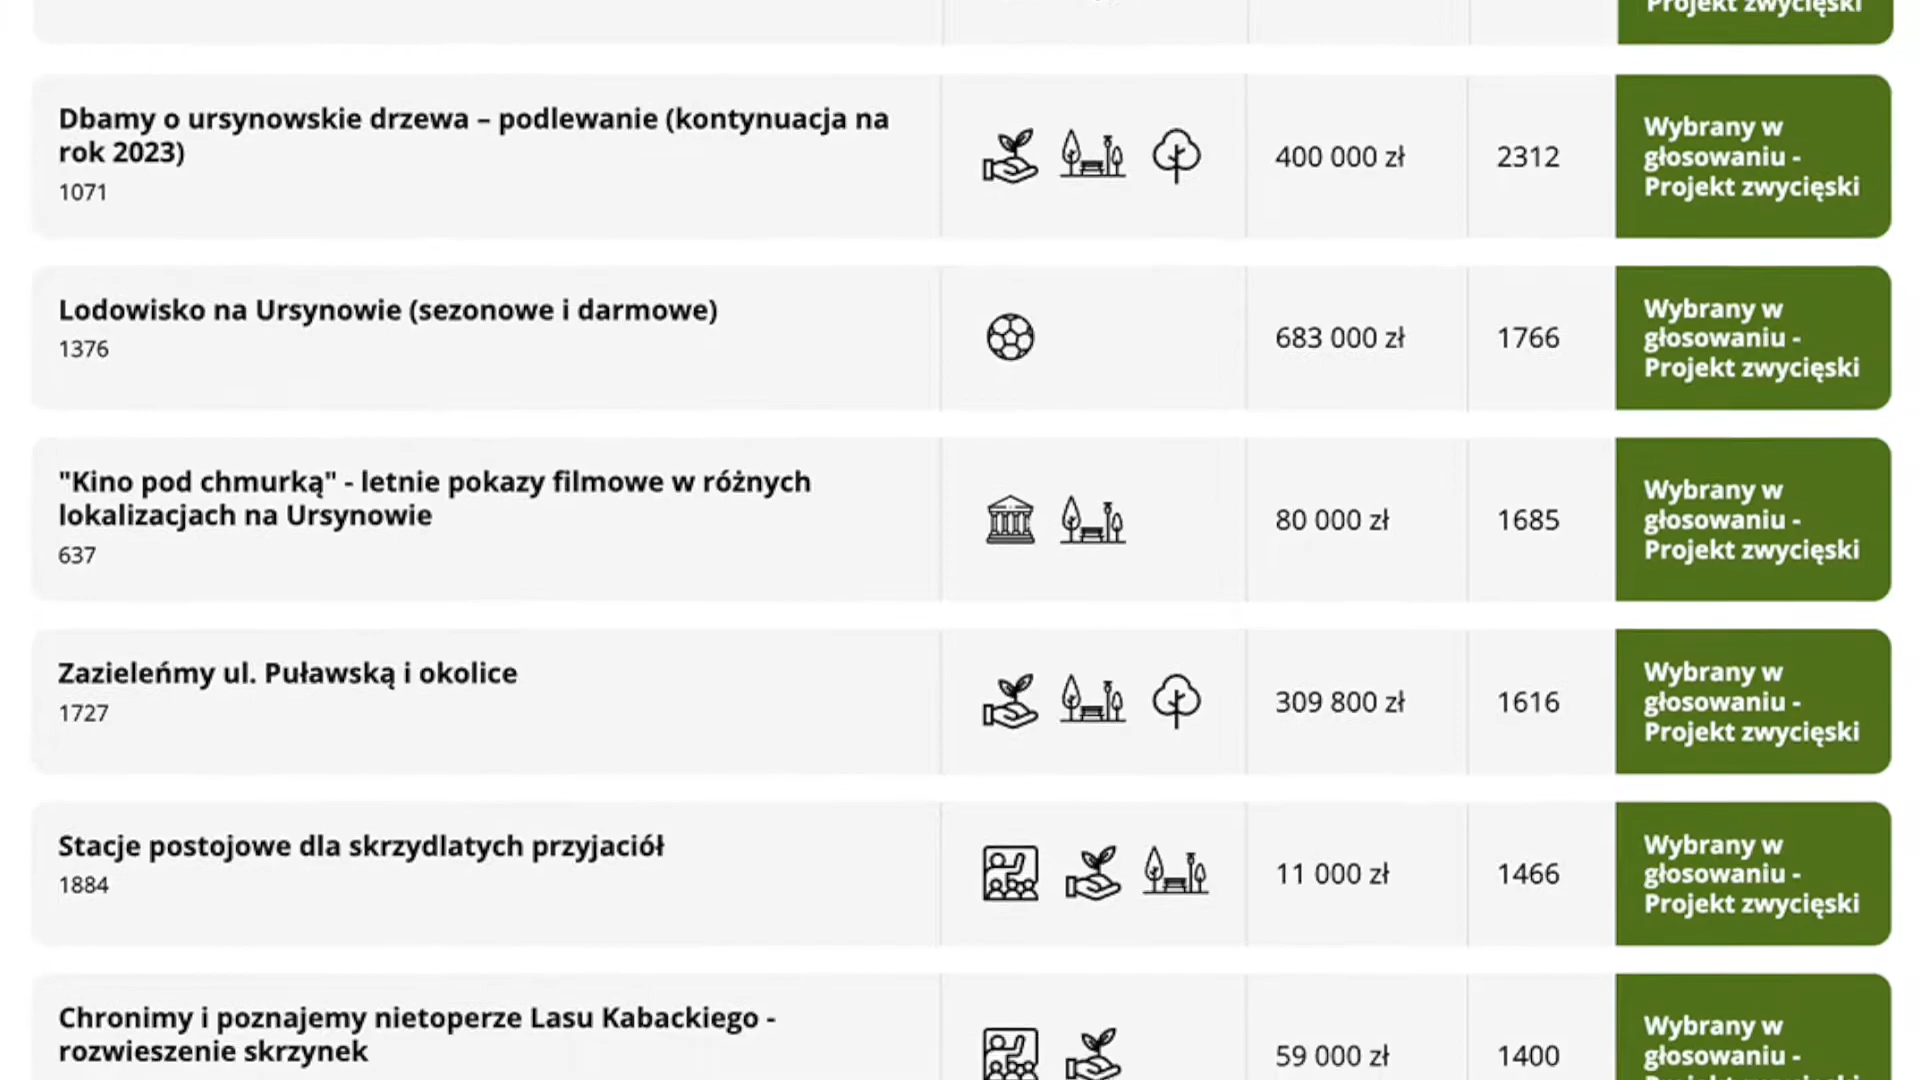 Projekt zwycięski
Dbamy o ursynowskie drzewa – podlewanie (kontynuacja na
rok 2023)
1071
400 000 zł
2312
Wybrany w
głosowaniu -
Projekt zwycięski
Lodowisko na Ursynowie (sezonowe i darmowe)
1376
683 000 zł
1766
Wybrany w
głosowaniu -
Projekt zwycięski
"Kino pod chmurką" - letnie pokazy filmowe w różnych
lokalizacjach na Ursynowie
637
80 000 zł
1685
Wybrany w
głosowaniu -
Projekt zwycięski
Zazieleńmy ul. Puławską i okolice
1727
309 800 zł
1616
Wybrany w
głosowaniu -
Projekt zwycięski
Stacje postojowe dla skrzydlatych przyjaciół
1884
11 000 zł
1466
Wybrany w
głosowaniu -
Projekt zwycięski
Chronimy i poznajemy nietoperze Lasu Kabackiego -
rozwieszenie skrzynek
59 000 zł
1400
Wybrany w
głosowaniu -